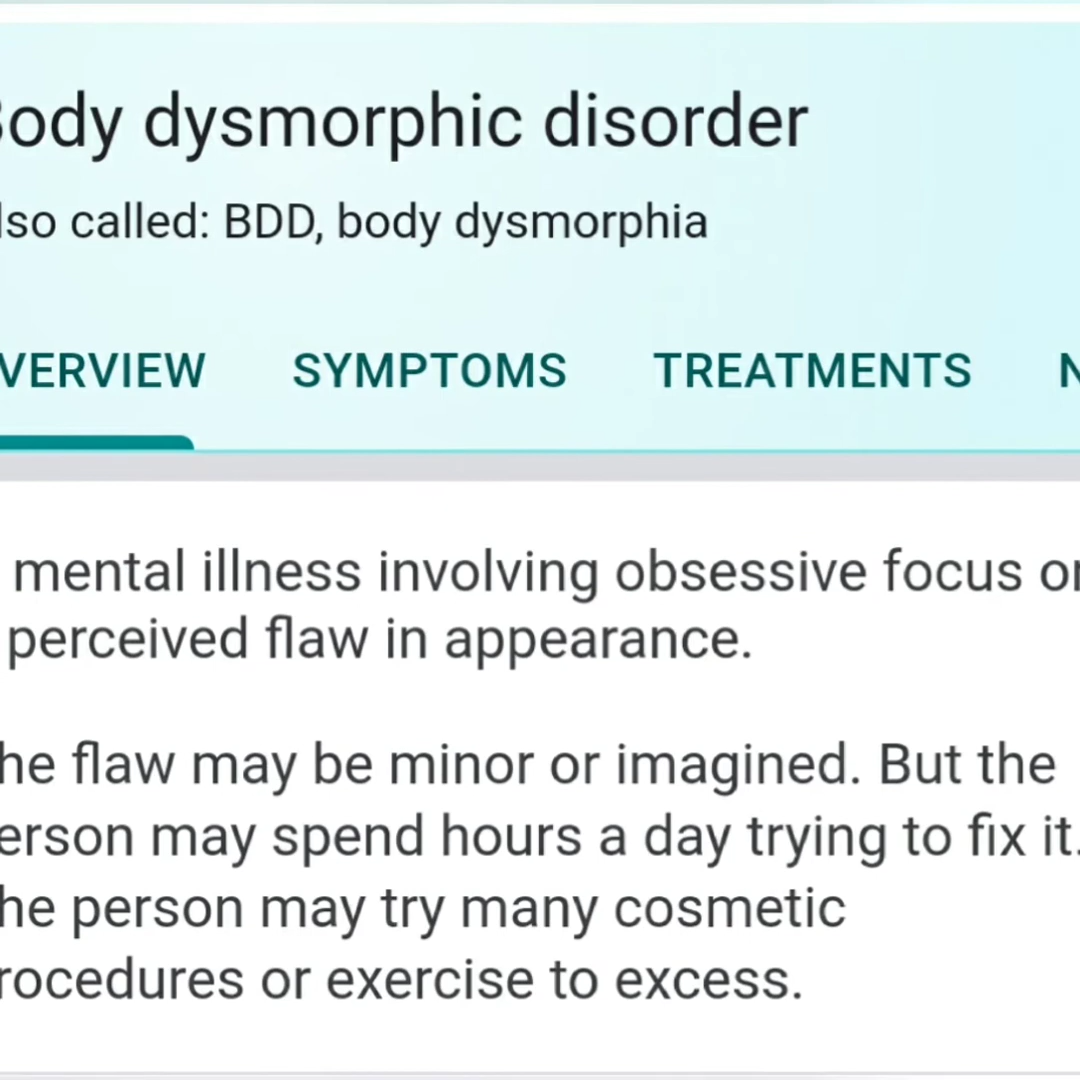 Body dysmorphic disorder
lso called: BDD, body dysmorphia
VERVIEW SYMPTOMS TREATMENTS N
mental illness involving obsessive focus on
perceived flaw in appearance.
he flaw may be minor or imagined. But the
erson may spend hours a day trying to fix it.
he person may try many cosmetic
rocedures or exercise to excess.